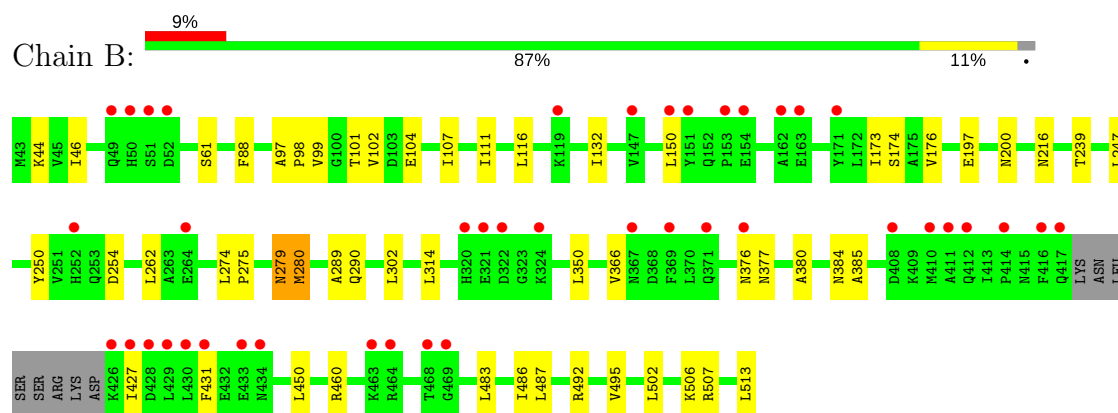 9%
Chain B:
87%
11%
•
M43 K44 V45 I46 Q49 H50 S51 D52 S61 F88 A97 P98 V99 G100 T101 V102 D103 E104 I107 I111 L116 K119 I132 V147 L150 Y151 Q152 P153 E154 A162 E163 Y171 L172 I173 S174 A175 V176 E197 N200 N216 T239 L247
Y250 V251 H252 Q253 D254 L262 A263 E264 L274 P275 N279 M280 A289 Q290 L302 L314 H320 E321 D322 G323 K324 L350 V366 N367 D368 F369 L370 Q371 N376 N377 A380 N384 A385 D408 K409 M410 A411 Q412 I413 P414 N415 F416 Q417 LYS ASN LEU
SER SER ARG LYS ASP K426 I427 D428 L429 L430 F431 E432 E433 N434 L450 R460 K463 R464 T468 G469 L483 I486 L487 R492 V495 L502 K506 R507 L513